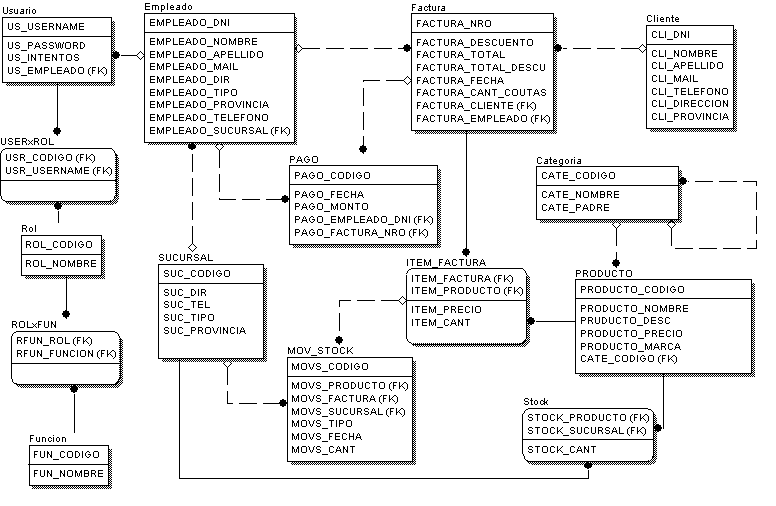 Usuario
US_USERNAME
US_PASSWORD
US_INTENTOS
US_EMPLEADO (FK)
Empleado
EMPLEADO_DNI
EMPLEADO_NOMBRE
EMPLEADO_APELLIDO
EMPLEADO_MAIL
EMPLEADO_DIR
EMPLEADO_TIPO
EMPLEADO_PROVINCIA
EMPLEADO_TELEFONO
EMPLEADO_SUCURSAL (FK)
Factura
FACTURA_NRO
FACTURA_DESCUENTO
FACTURA_TOTAL
FACTURA_TOTAL_DESCU
FACTURA_FECHA
FACTURA_CANT_COUTAS
FACTURA_CLIENTE (FK)
FACTURA_EMPLEADO (FK)
Cliente
CLI_DNI
CLI_NOMBRE
CLI_APELLIDO
CLI_MAIL
CLI_TELEFONO
CLI_DIRECCION
CLI_PROVINCIA
USERxROL
USR_CODIGO (FK)
USR_USERNAME (FK)
PAGO
PAGO_CODIGO
PAGO_FECHA
PAGO_MONTO
PAGO_EMPLEADO_DNI (FK)
PAGO_FACTURA_NRO (FK)
Categoria
CATE_CODIGO
CATE_NOMBRE
CATE_PADRE
Rol
ROL_CODIGO
ROL_NOMBRE
SUCURSAL
SUC_CODIGO
SUC_DIR
SUC_TEL
SUC_TIPO
SUC_PROVINCIA
ITEM_FACTURA
ITEM_FACTURA (FK)
ITEM_PRODUCTO (FK)
ITEM_PRECIO
ITEM_CANT
PRODUCTO
PRODUCTO_CODIGO
PRODUCTO_NOMBRE
PRUDUCTO_DESC
PRODUCTO_PRECIO
PRODUCTO_MARCA
CATE_CODIGO (FK)
ROLxFUN
RFUN_ROL (FK)
RFUN_FUNCION (FK)
MOV_STOCK
MOVS_CODIGO
MOVS_PRODUCTO (FK)
MOVS_FACTURA (FK)
MOVS_SUCURSAL (FK)
MOVS_TIPO
MOVS_FECHA
MOVS_CANT
Stock
STOCK_PRODUCTO (FK)
STOCK_SUCURSAL (FK)
STOCK_CANT
Funcion
FUN_CODIGO
FUN_NOMBRE